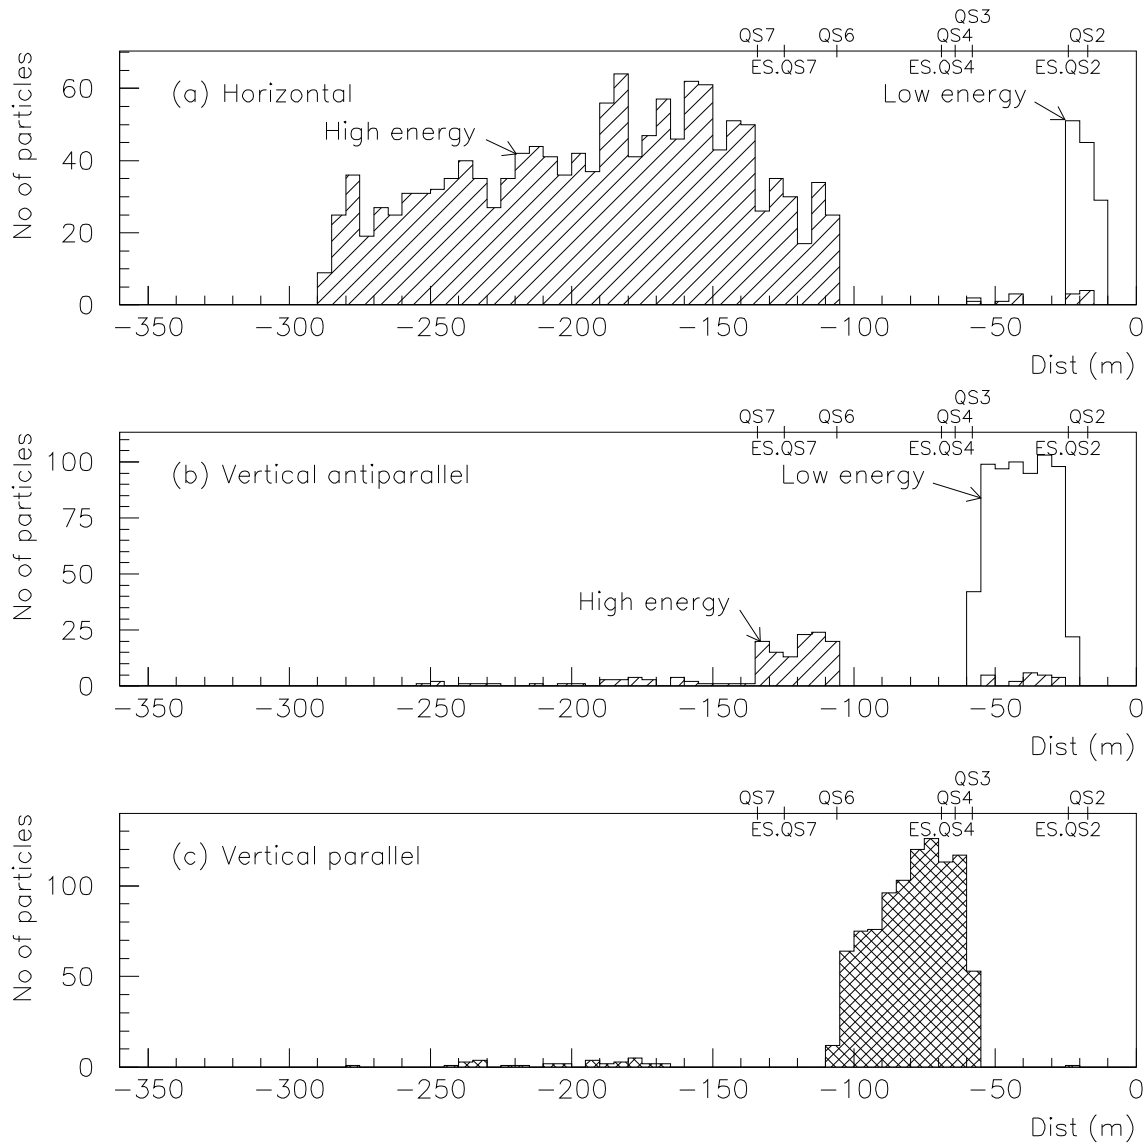 QS3
QS7 QS6 QS4 QS2
ES.QS7 ES.QS4 ES.QS2
(a) Horizontal
Low energy
High energy
No of particles
60
40
20
0
−350 −300 −250 −200 −150 −100 −50 0
Dist (m)
QS3
QS7 QS6 QS4 QS2
ES.QS7 ES.QS4 ES.QS2
(b) Vertical antiparallel
Low energy
High energy
No of particles
100
75
50
25
0
−350 −300 −250 −200 −150 −100 −50 0
Dist (m)
QS3
QS7 QS6 QS4 QS2
ES.QS7 ES.QS4 ES.QS2
(c) Vertical parallel
No of particles
100
50
0
−350 −300 −250 −200 −150 −100 −50 0
Dist (m)